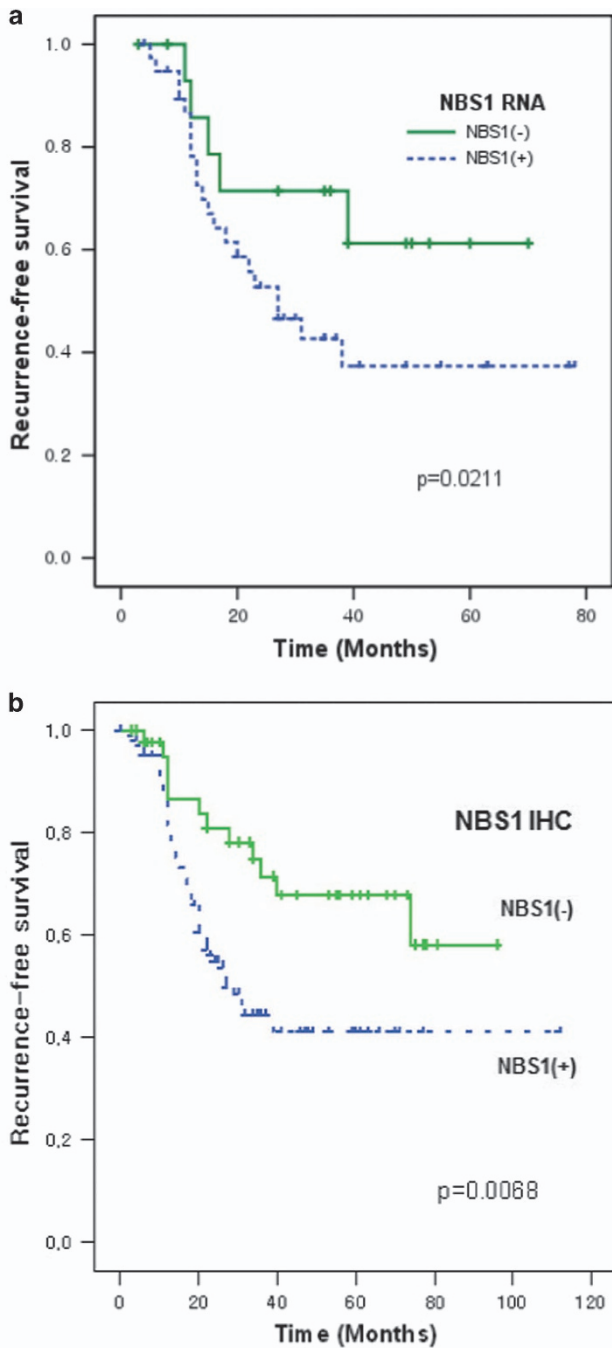 a
1.0
0.8
0.6
0.4
0.2
0.0
Recurrence-free survival
NBS1 RNA
NBS1(-)
NBS1(+)
p=0.0211
0 20 40 60 80
Time (Months)
b
1,0
0,8
0,6
0,4
0,2
0,0
Recurrence-free survival
NBS1 IHC
NBS1(-)
NBS1(+)
p=0.0068
0 20 40 60 80 100 120
Time (Months)